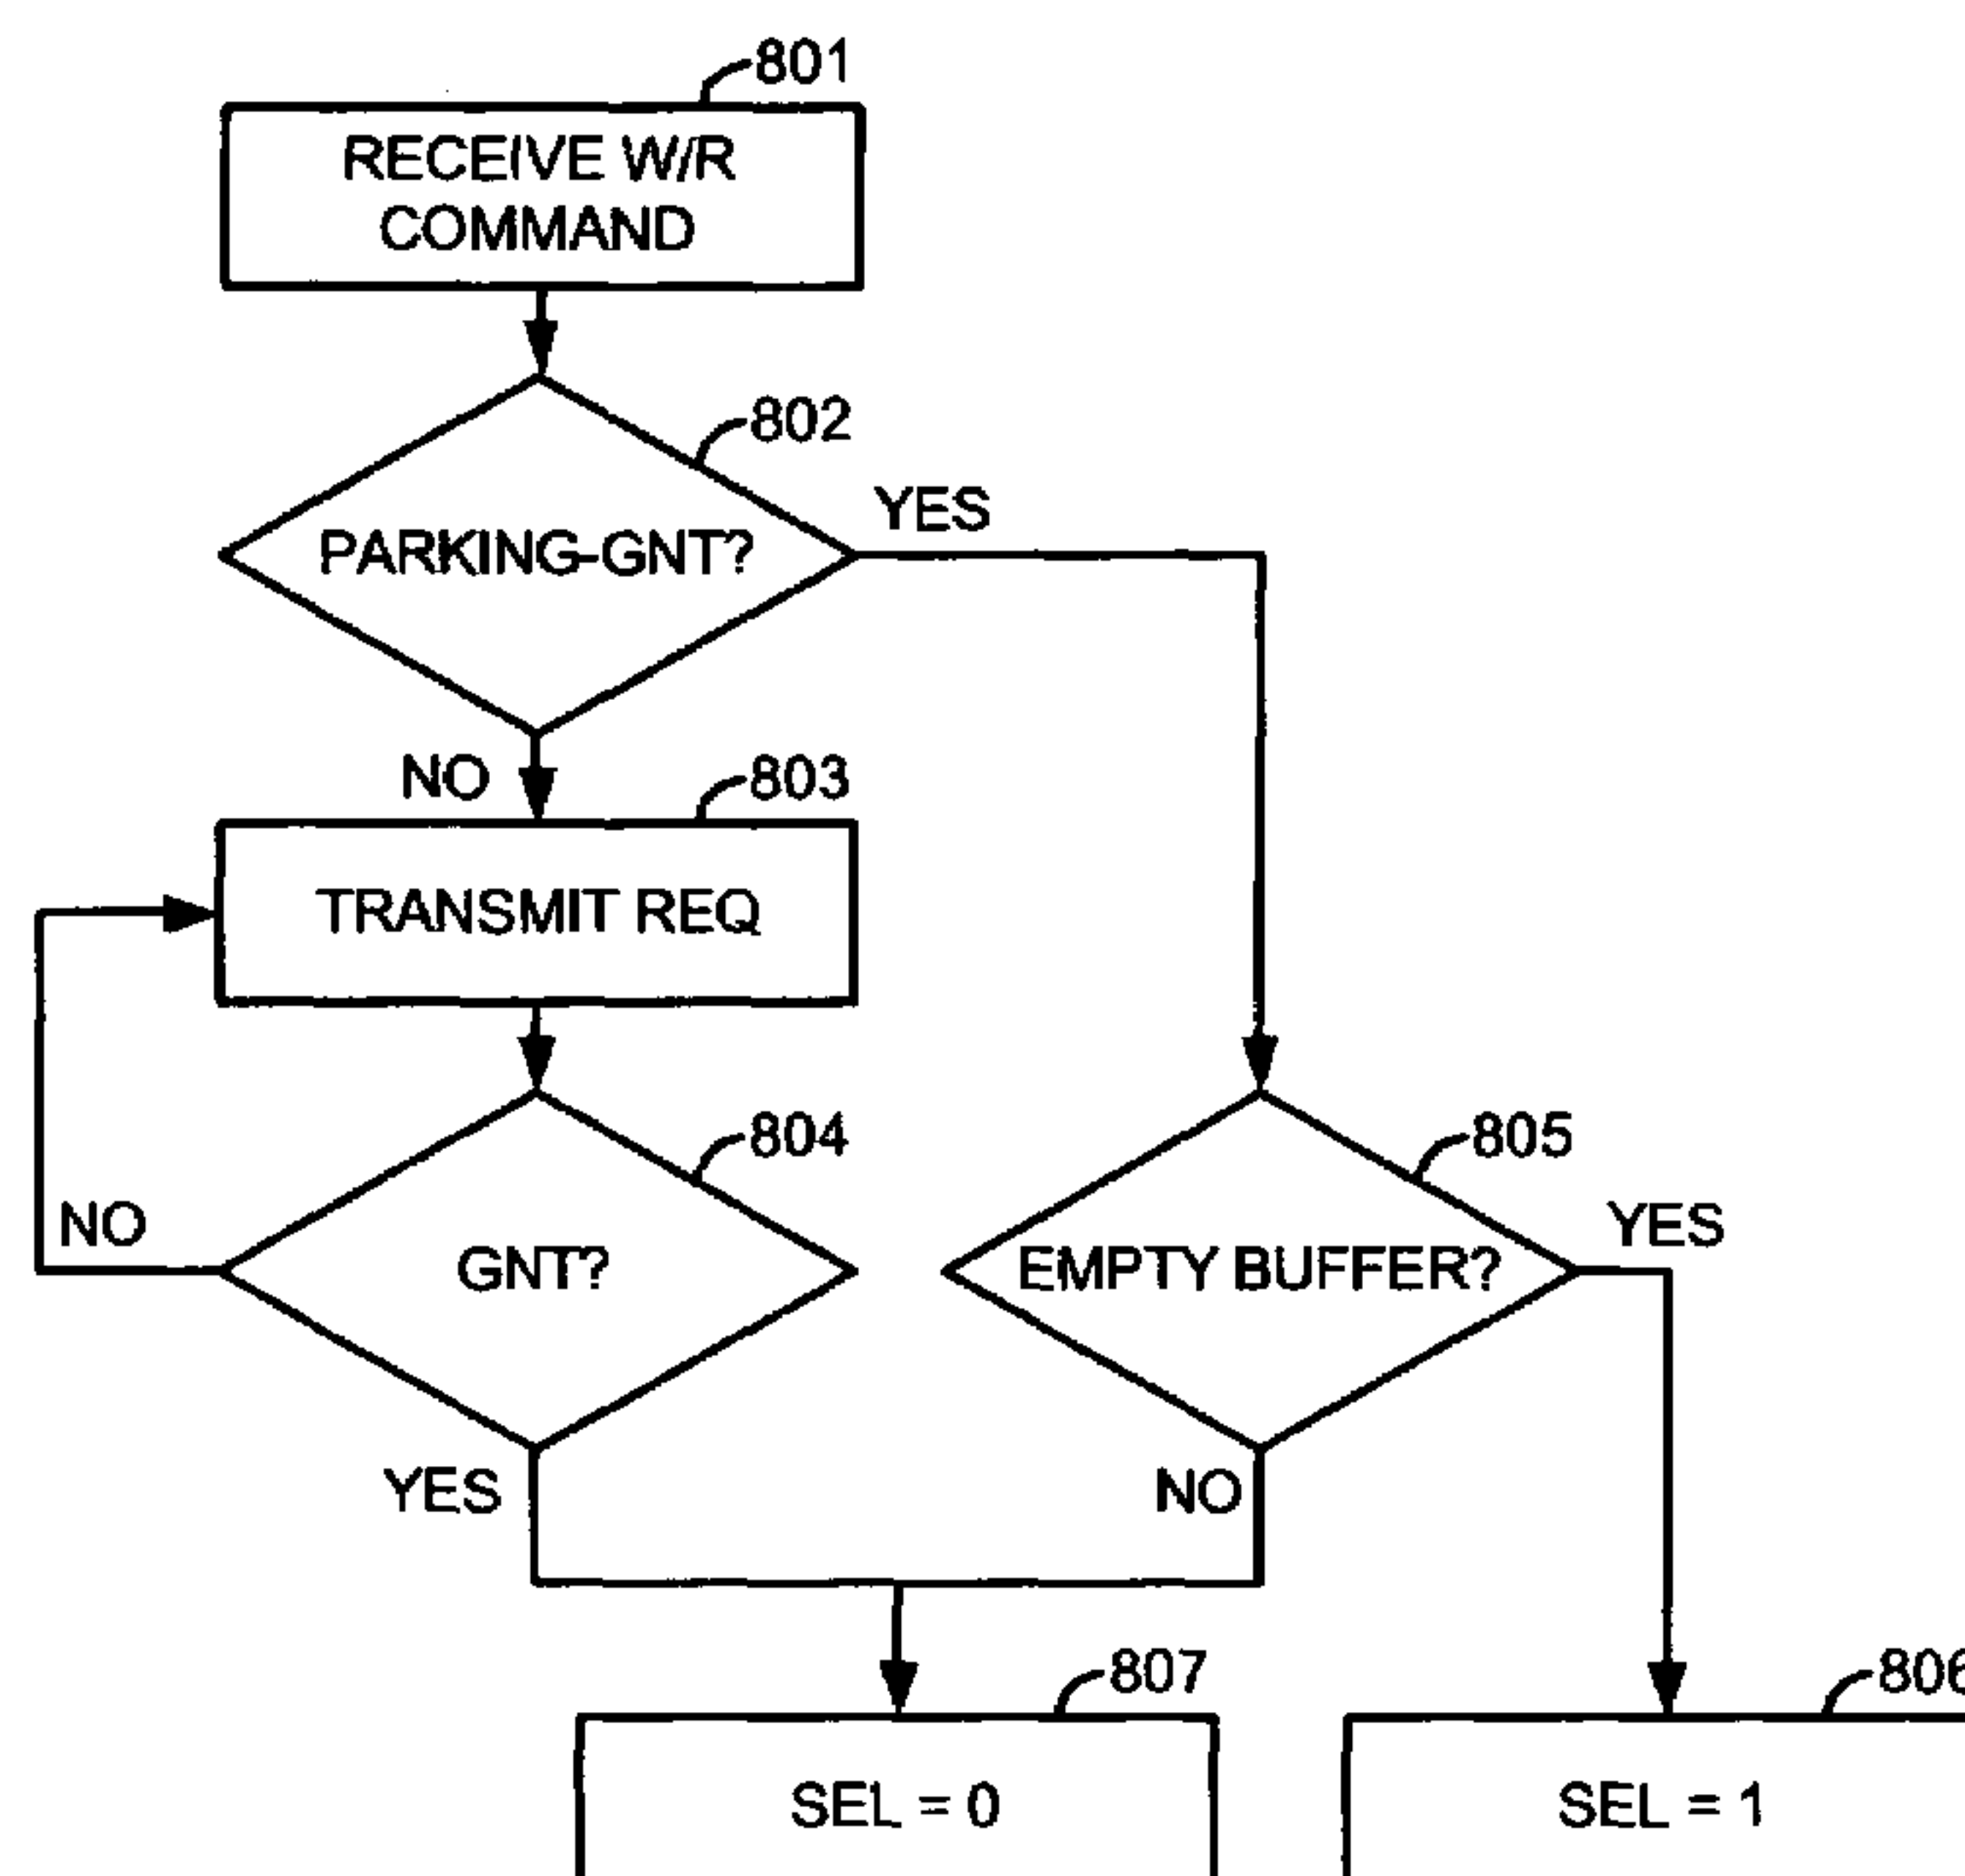 801
RECEIVE W/R
COMMAND
802
PARKING-GNT?
YES
NO
803
TRANSMIT REQ
804
GNT?
NO
YES
805
EMPTY BUFFER?
YES
NO
807
SEL = 0
806
SEL = 1